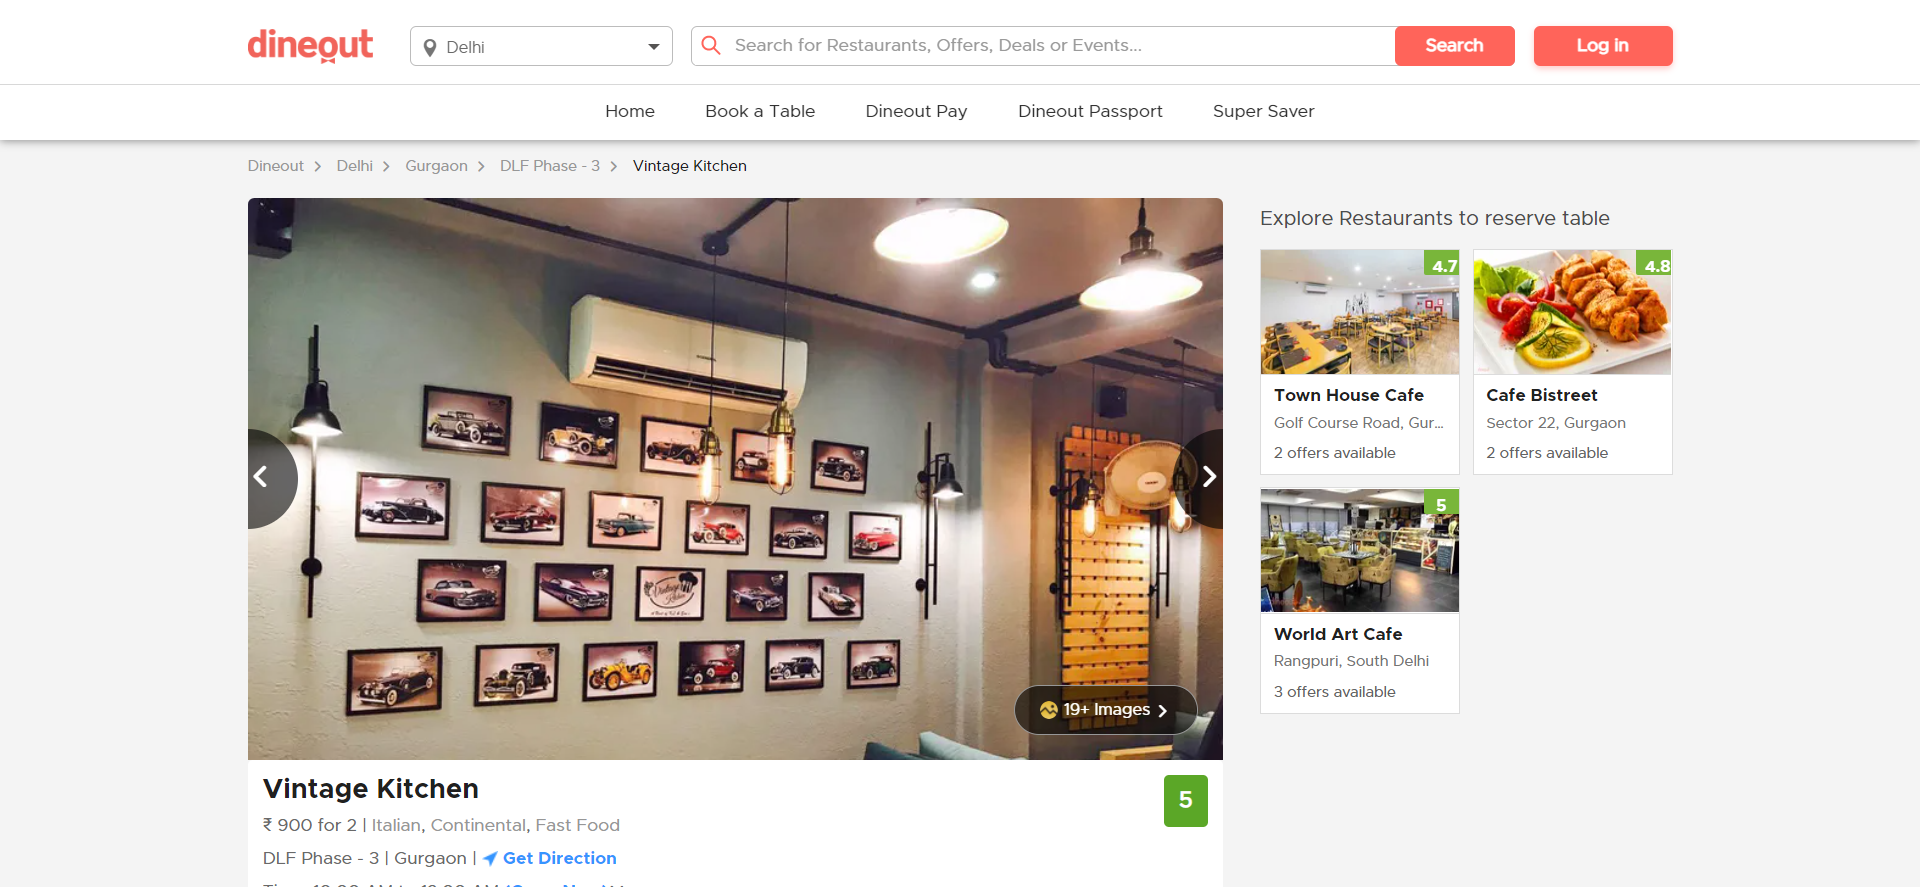 dineout
Delhi
Search for Restaurants, Offers, Deals or Events...
Search
Log in
Home
Book a Table
Dineout Pay
Dineout Passport
Super Saver
Dineout
Delhi
Gurgaon
DLF Phase - 3
Vintage Kitchen
19+ Images
Vintage Kitchen
5
₹ 900 for 2 | Italian, Continental, Fast Food
DLF Phase - 3 | Gurgaon |
Get Direction
Explore Restaurants to reserve table
4.7
Town House Cafe
Golf Course Road, Gur...
2 offers available
4.8
Cafe Bistreet
Sector 22, Gurgaon
2 offers available
5
World Art Cafe
Rangpuri, South Delhi
3 offers available